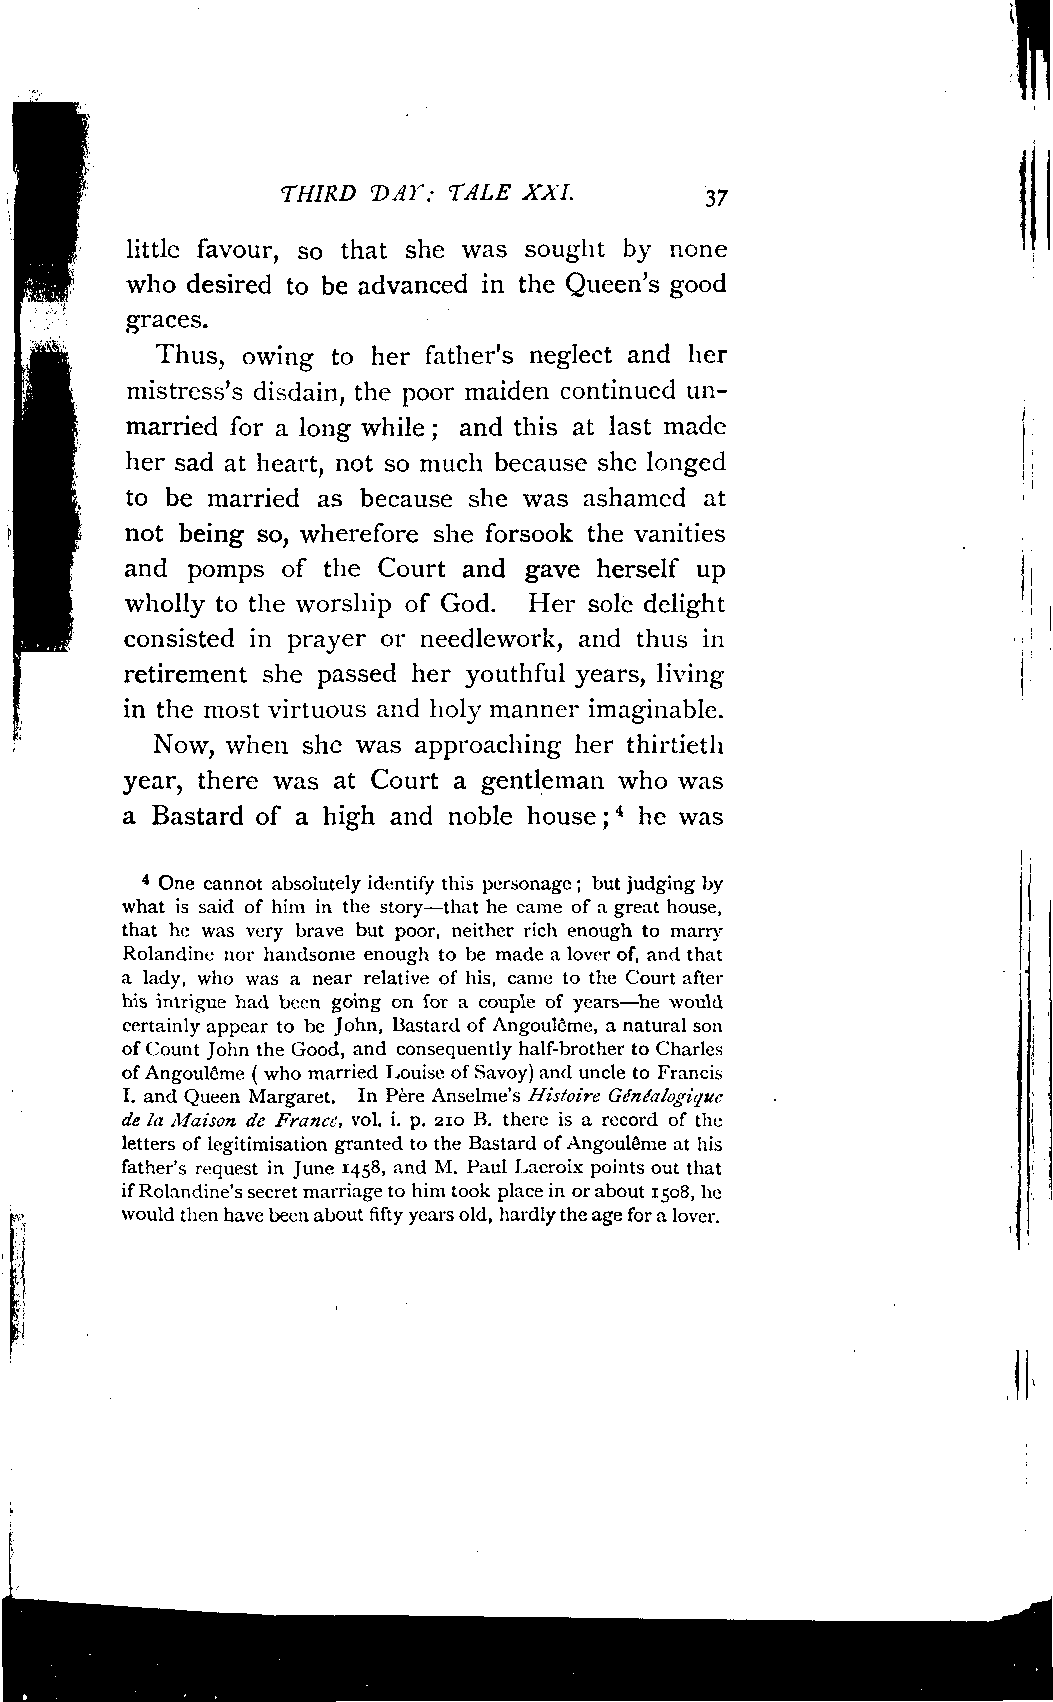 THIRD DAY: TALE XXI. 37
little favour, so that she was sought by none
who desired to be advanced in the Queen's good
graces.
Thus, owing to her father's neglect and her
mistress's disdain, the poor maiden continued un-
married for a long while; and this at last made
her sad at heart, not so much because she longed
to be married as because she was ashamed at
not being so, wherefore she forsook the vanities
and pomps of the Court and gave herself up
wholly to the worship of God. Her sole delight
consisted in prayer or needlework, and thus in
retirement she passed her youthful years, living
in the most virtuous and holy manner imaginable.
Now, when she was approaching her thirtieth
year, there was at Court a gentleman who was
a Bastard of a high and noble house;⁴ he was
⁴ One cannot absolutely identify this personage; but judging by
what is said of him in the story—that he came of a great house,
that he was very brave but poor, neither rich enough to marry
Rolandine nor handsome enough to be made a lover of, and that
a lady, who was a near relative of his, came to the Court after
his intrigue had been going on for a couple of years—he would
certainly appear to be John, Bastard of Angoulême, a natural son
of Count John the Good, and consequently half-brother to Charles
of Angoulême ( who married Louise of Savoy) and uncle to Francis
I. and Queen Margaret. In Père Anselme's Histoire Généalogique
de la Maison de France, vol. i. p. 210 B. there is a record of the
letters of legitimisation granted to the Bastard of Angoulême at his
father's request in June 1458, and M. Paul Lacroix points out that
if Rolandine's secret marriage to him took place in or about 1508, he
would then have been about fifty years old, hardly the age for a lover.